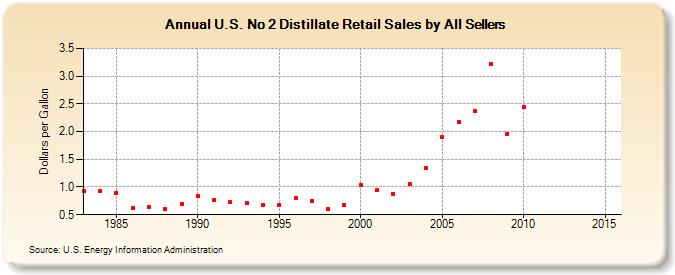 Annual U.S. No 2 Distillate Retail Sales by All Sellers
Dollars per Gallon
3.5
3.0
2.5
2.0
1.5
1.0
0.5
1985 1990 1995 2000 2005 2010 2015
Source: U.S. Energy Information Administration